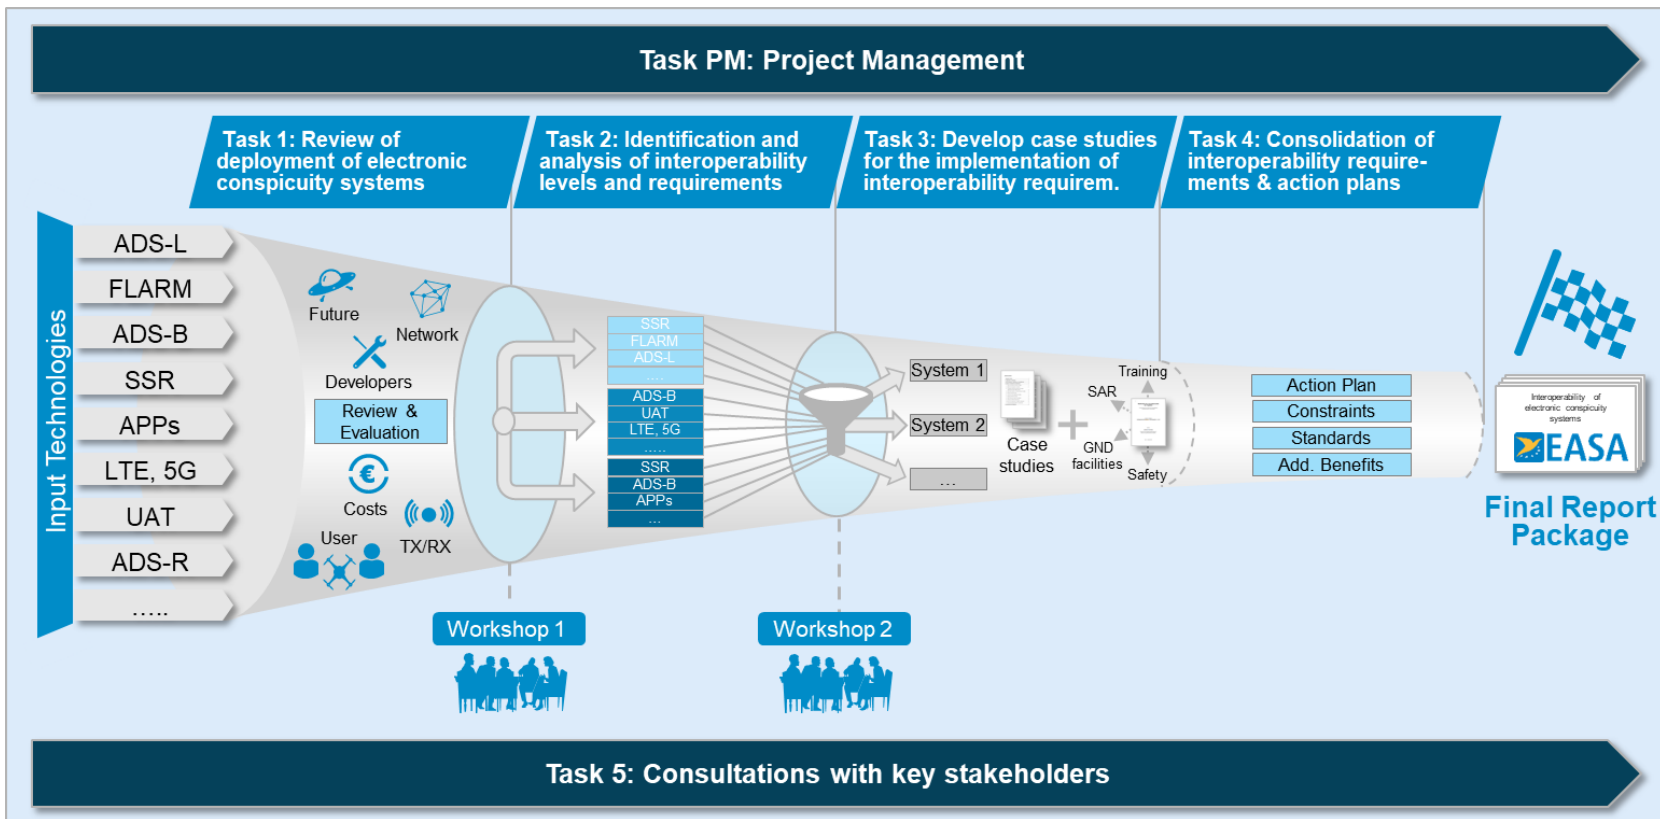 Task PM: Project Management
Task 1: Review of
deployment of electronic
conspicuity systems
Task 2: Identification and
analysis of interoperability
levels and requirements
Task 3: Develop case studies
for the implementation of
interoperability requirem.
Task 4: Consolidation of
interoperability require-
ments & action plans
Input Technologies
ADS-L
FLARM
ADS-B
SSR
APPs
LTE, 5G
UAT
ADS-R
.....
Future
Network
Developers
Review &
Evaluation
Costs
TX/RX
User
SSR
FLARM
ADS-L
.....
ADS-B
UAT
LTE, 5G
.....
SSR
ADS-B
APPs
...
System 1
System 2
...
Case
studies
Training
SAR
GND
facilities
Safety
Action Plan
Constraints
Standards
Add. Benefits
Interoperability of
electronic conspicuity
systems
EASA
Final Report
Package
Workshop 1
Workshop 2
Task 5: Consultations with key stakeholders